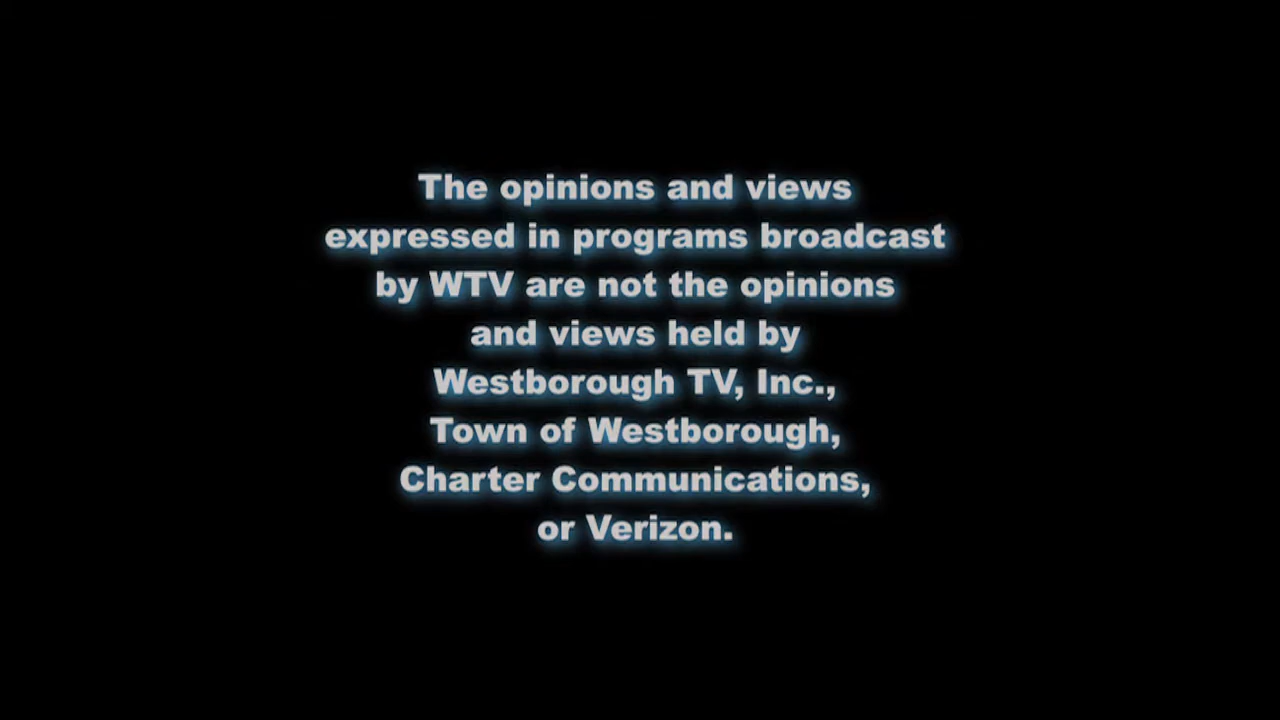 The opinions and views
expressed in programs broadcast
by WTV are not the opinions
and views held by
Westborough TV, Inc.,
Town of Westborough,
Charter Communications,
or Verizon.